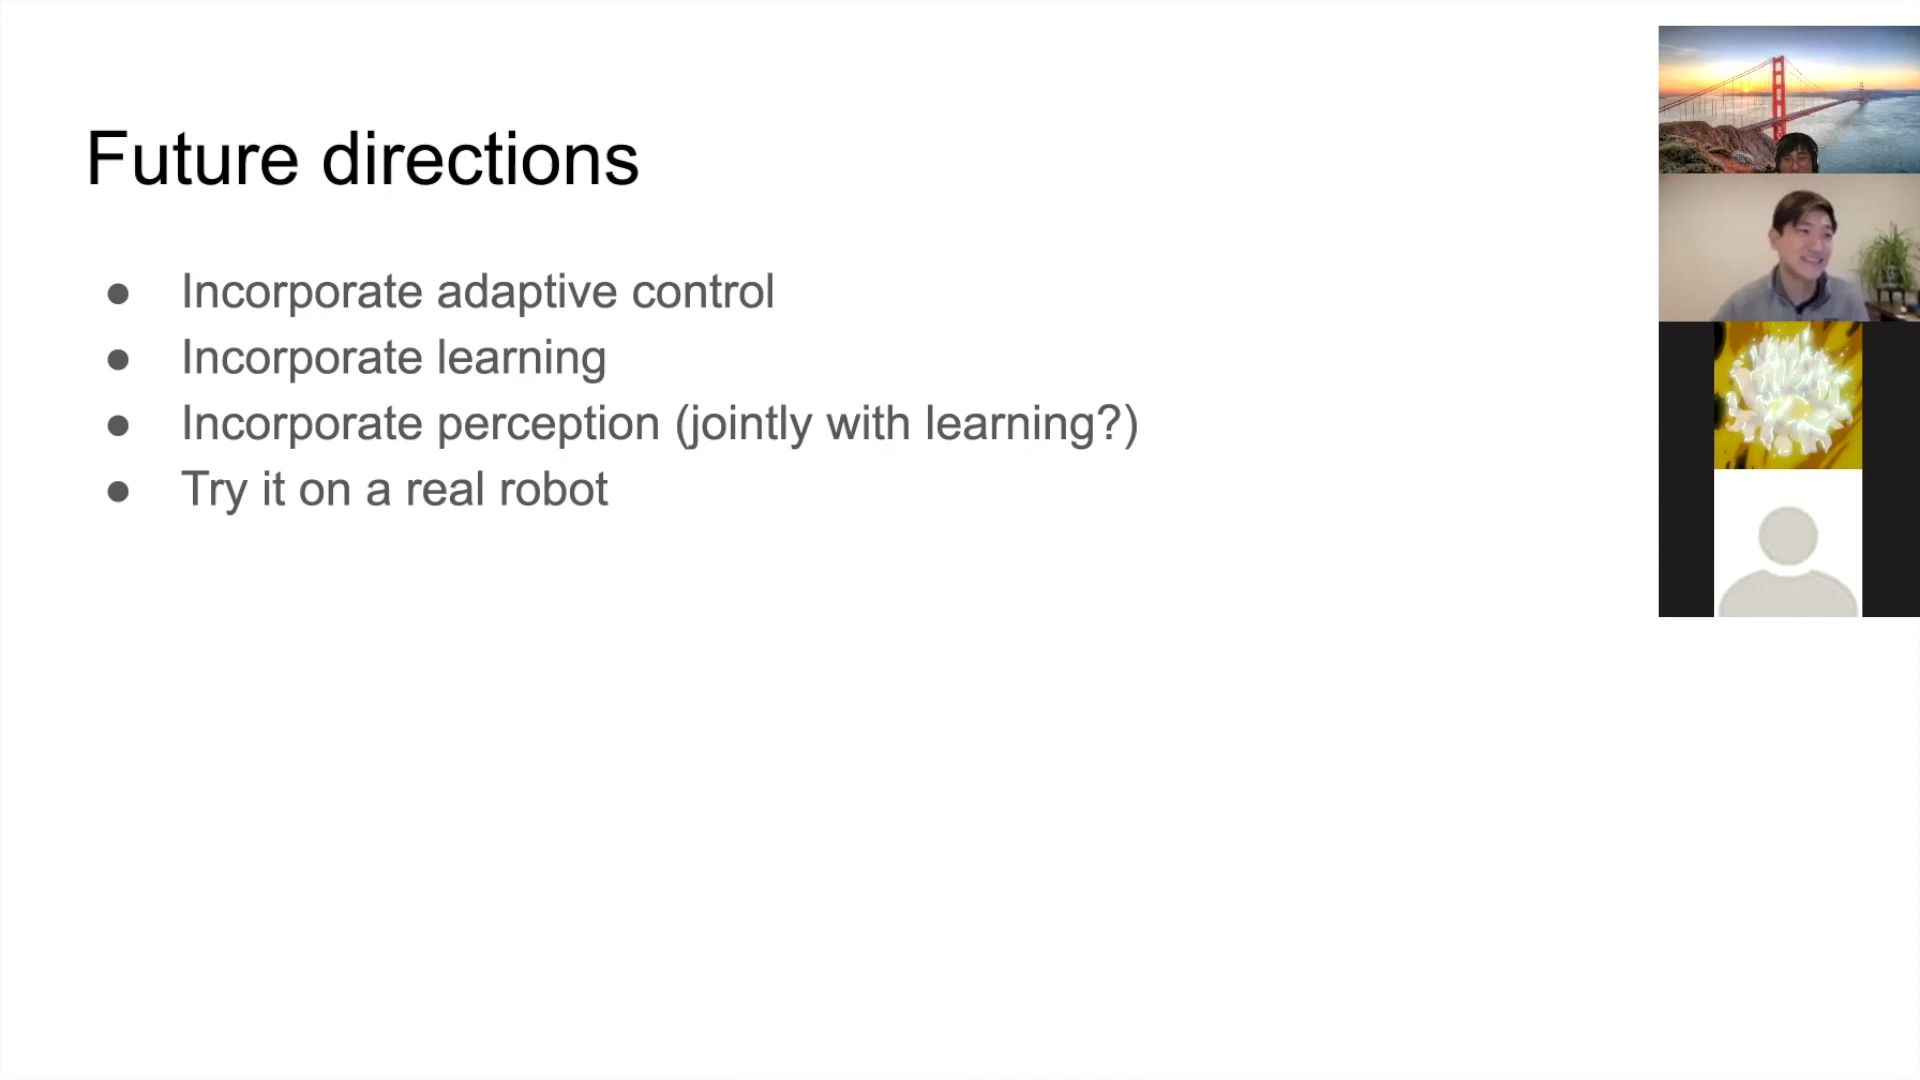 Future directions
● Incorporate adaptive control
● Incorporate learning
● Incorporate perception (jointly with learning?)
● Try it on a real robot